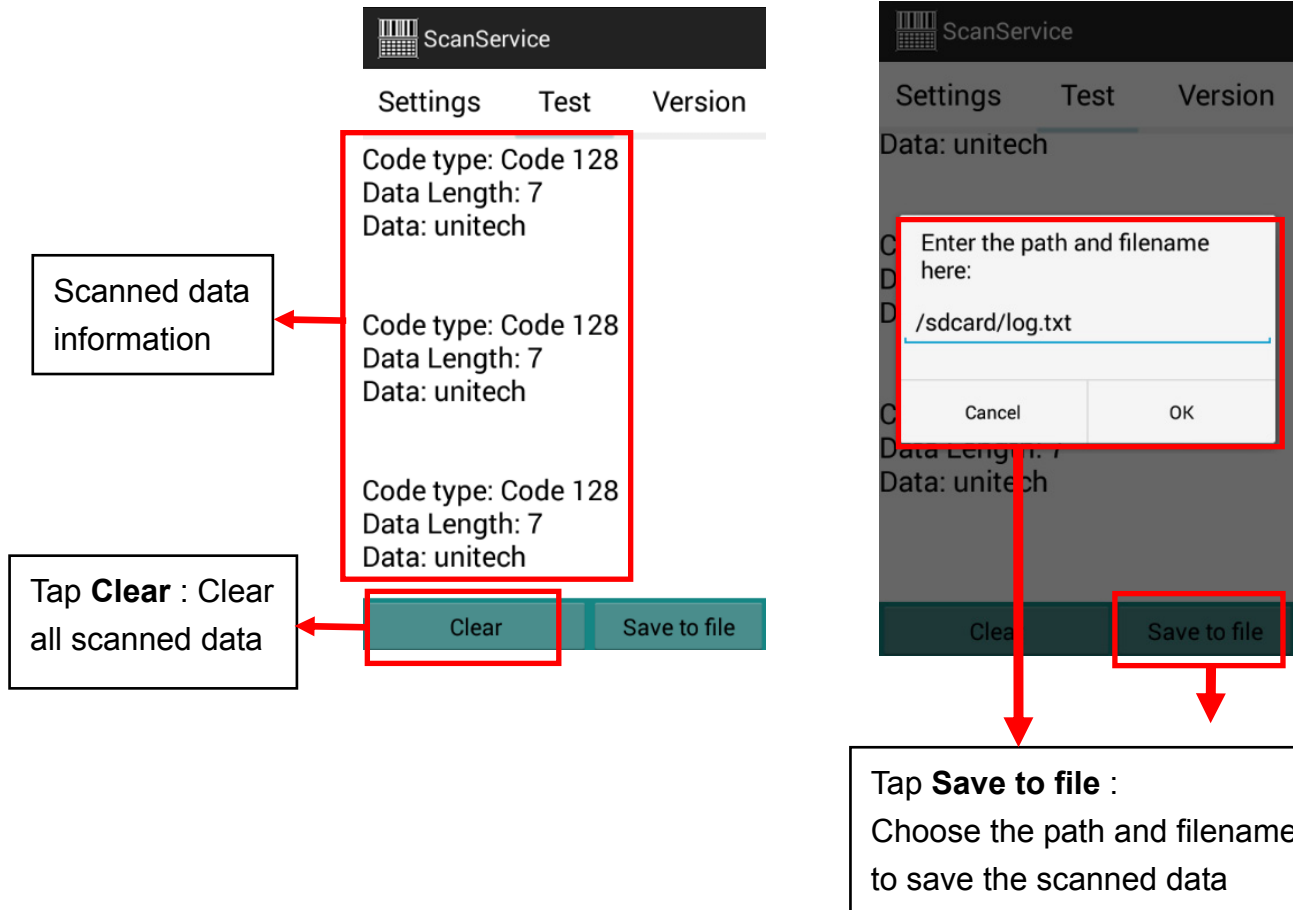 ScanService
Settings Test Version
Code type: Code 128
Data Length: 7
Data: unitech
Code type: Code 128
Data Length: 7
Data: unitech
Code type: Code 128
Data Length: 7
Data: unitech
Clear Save to file
Scanned data
information
Tap Clear : Clear
all scanned data
ScanService
Settings Test Version
Data: unitech
C
D
D
Enter the path and filename
here:
/sdcard/log.txt
Cancel OK
C
Data Length: 7
Data: unitech
Clear Save to file
Tap Save to file :
Choose the path and filename
to save the scanned data